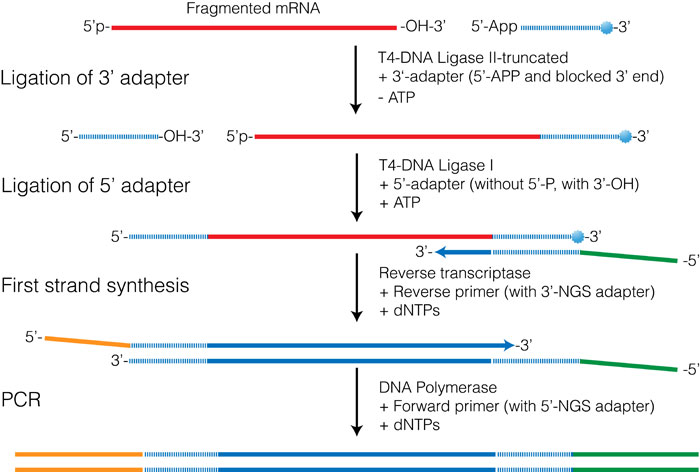 Fragmented mRNA
5'p- -OH-3' 5'-App -3'
T4-DNA Ligase II-truncated
Ligation of 3' adapter
+ 3'-adapter (5'-APP and blocked 3' end)
- ATP
5'- -OH-3' 5'p- -3'
T4-DNA Ligase I
Ligation of 5' adapter
+ 5'-adapter (without 5'-P, with 3'-OH)
+ ATP
5'- -3'
3'- -5'
Reverse transcriptase
First strand synthesis
+ Reverse primer (with 3'-NGS adapter)
+ dNTPs
5'- -3'
3'- -5'
DNA Polymerase
PCR
+ Forward primer (with 5'-NGS adapter)
+ dNTPs